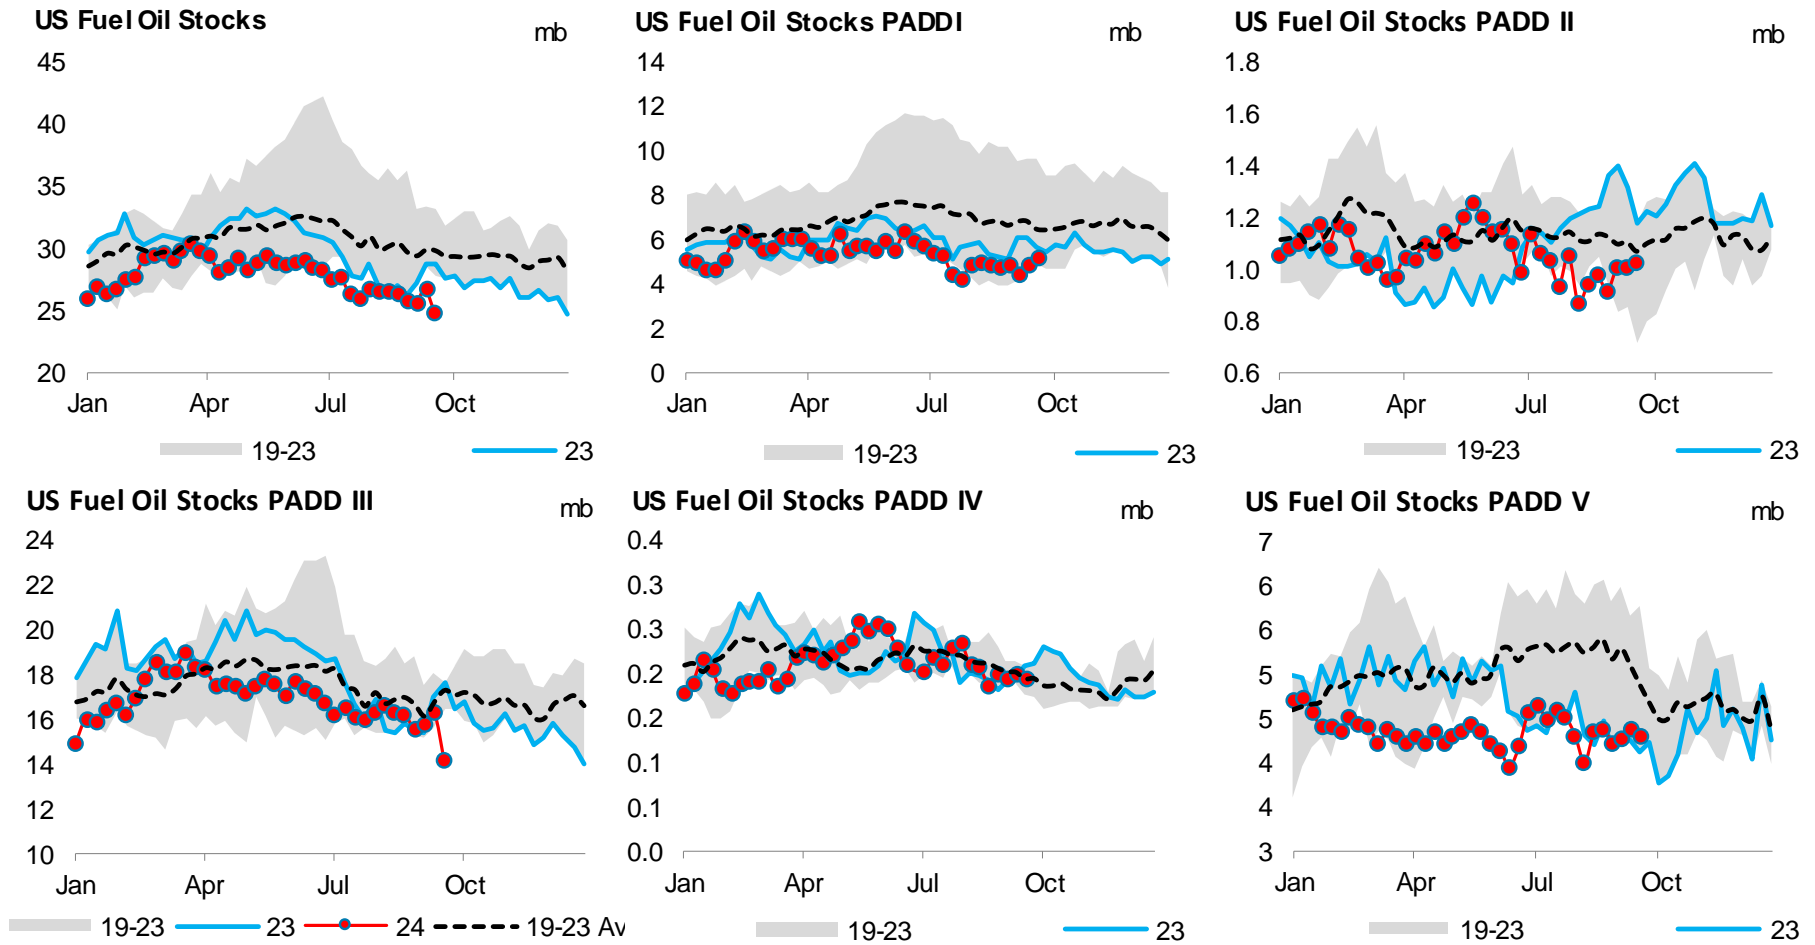 US Fuel Oil Stocks
mb
45
40
35
30
25
20
Jan Apr Jul Oct
19-23 23
US Fuel Oil Stocks PADDI
mb
14
12
10
8
6
4
2
0
Jan Apr Jul Oct
19-23 23
US Fuel Oil Stocks PADD II
mb
1.8
1.6
1.4
1.2
1.0
0.8
0.6
Jan Apr Jul Oct
19-23 23
US Fuel Oil Stocks PADD III
mb
24
22
20
18
16
14
12
10
Jan Apr Jul Oct
19-23 23 24 19-23 Av
US Fuel Oil Stocks PADD IV
mb
0.4
0.3
0.3
0.2
0.2
0.1
0.1
0.0
Jan Apr Jul Oct
19-23 23
US Fuel Oil Stocks PADD V
mb
7
6
6
5
5
4
4
3
Jan Apr Jul Oct
19-23 23